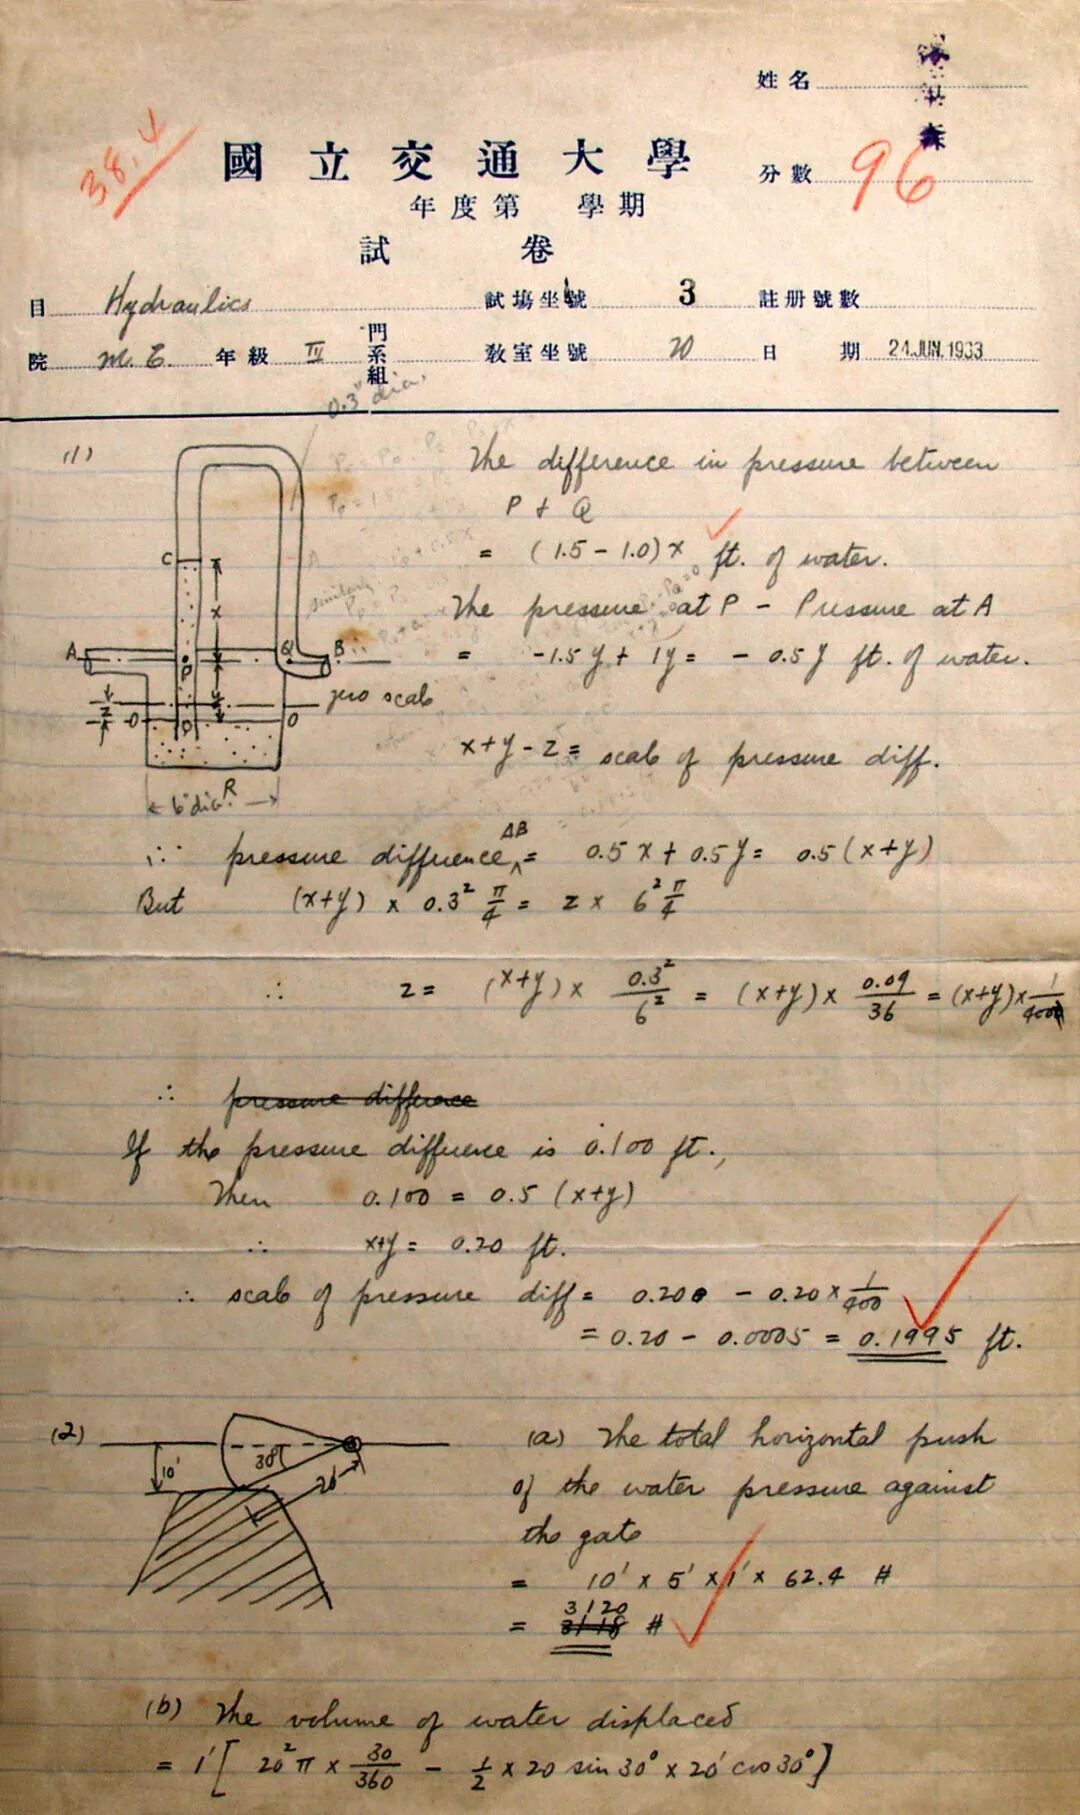 姓名
38.4
國立交通大學
分數 96
年度第 學期
試 卷
目 Hydraulics 試場坐號 3 註册號數
院 M. E. 年級 IV 門系組 教室坐號 20 日期 24.JUN.1933
0.3" dia.
(1) The difference in pressure between
P + Q
= (1.5 - 1.0)x ft. of water.
The pressure at P - Pressure at A
= -1.5y + 1y = - 0.5y ft. of water.
C
x
A P Q B
y
z O O
6" dia.
R
x+y-z = scale of pressure diff.
∴ pressure difference AB = 0.5x + 0.5y = 0.5(x+y)
But (x+y) × 0.3² π/4 = z × 6² π/4
∴ z = (x+y) × 0.3²/6² = (x+y) × 0.09/36 = (x+y) × 1/400
∴ pressure difference
If the pressure difference is 0.100 ft.,
Then 0.100 = 0.5 (x+y)
∴ x+y = 0.20 ft.
∴ scale of pressure diff = 0.200 - 0.20 × 1/400
= 0.20 - 0.0005 = 0.1995 ft.
(2) 10' 30° 20'
(a) The total horizontal push
of the water pressure against
the gate
= 10' × 5' × 1' × 62.4 #
= 3120 #
3118
(b) The volume of water displaced
= 1' [ 20² π × 30/360 - 1/2 × 20 sin 30° × 20' cos 30° ]